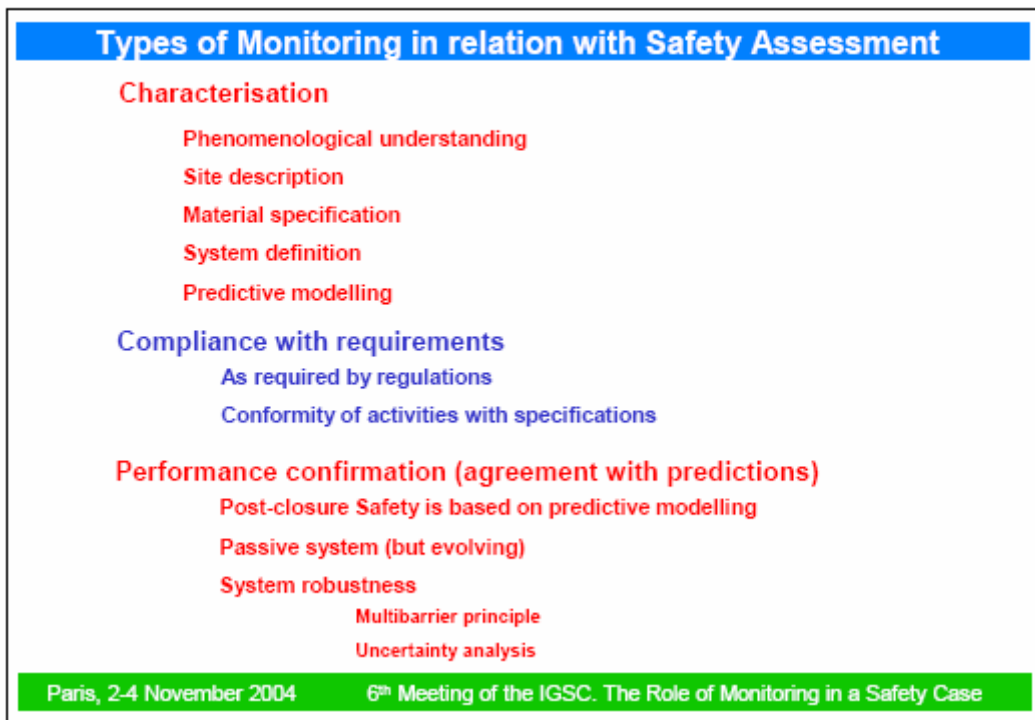 Types of Monitoring in relation with Safety Assessment
Characterisation
Phenomenological understanding
Site description
Material specification
System definition
Predictive modelling
Compliance with requirements
As required by regulations
Conformity of activities with specifications
Performance confirmation (agreement with predictions)
Post-closure Safety is based on predictive modelling
Passive system (but evolving)
System robustness
Multibarrier principle
Uncertainty analysis
Paris, 2-4 November 2004 6th Meeting of the IGSC. The Role of Monitoring in a Safety Case